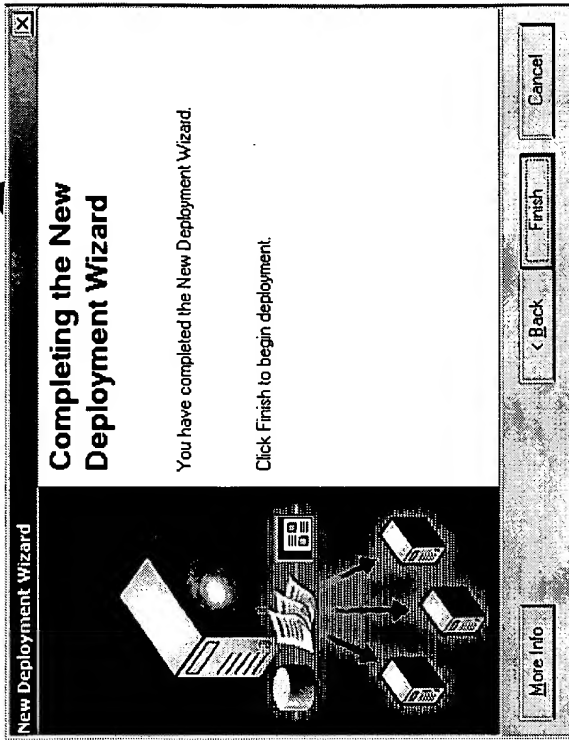 New Deployment Wizard
Completing the New
Deployment Wizard
You have completed the New Deployment Wizard.
Click Finish to begin deployment.
More Info
< Back
Finish
Cancel